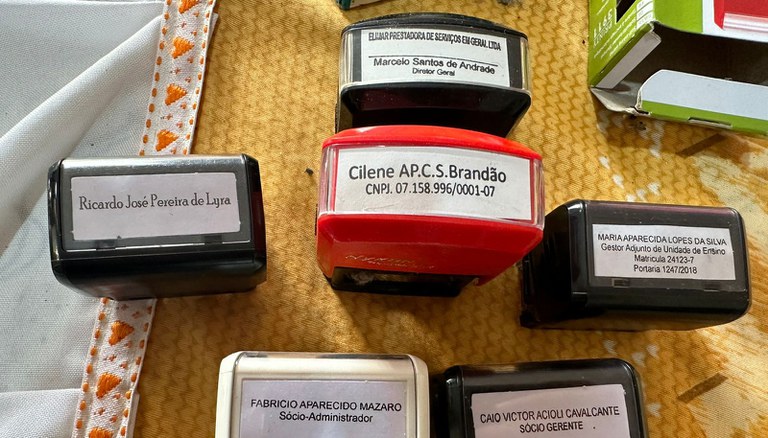 ELIMAR PRESTADORA DE SERVIÇOS EM GERAL LTDA
Marcelo Santos de Andrade
Diretor Geral
Cilene AP.C.S.Brandão
CNPJ. 07.158.996/0001-07
Ricardo José Pereira de Lyra
MARIA APARECIDA LOPES DA SILVA
Gestor Adjunto de Unidade de Ensino
Matricula 24123-7
Portaria 1247/2018
FABRICIO APARECIDO MAZARO
Sócio-Administrador
CAIO VICTOR ACIOLI CAVALCANTE
SÓCIO GERENTE